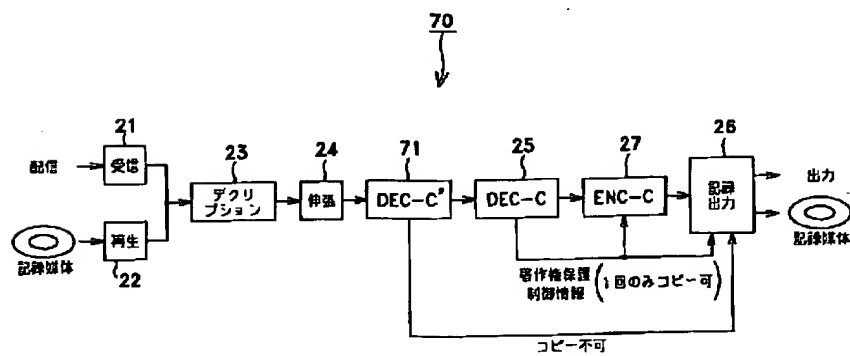 70
21
受信
配信
再生
22
記録媒体
23
デクリ
プション
24
伸張
71
DEC-C'
25
DEC-C
27
ENC-C
26
記録
出力
出力
記録媒体
著作権保護
制御情報
(1回のみコピー可)
コピー不可